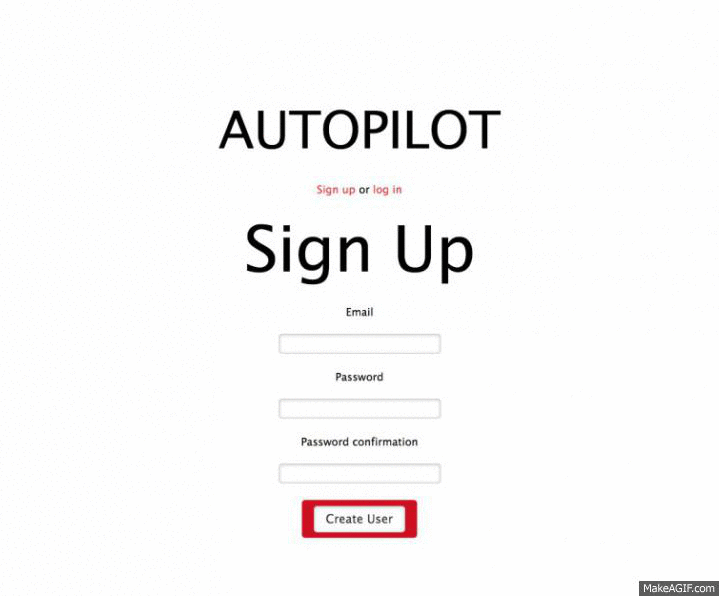 AUTOPILOT
Sign up or log in
Sign Up
Email
Password
Password confirmation
Create User
MakeAGIF.com